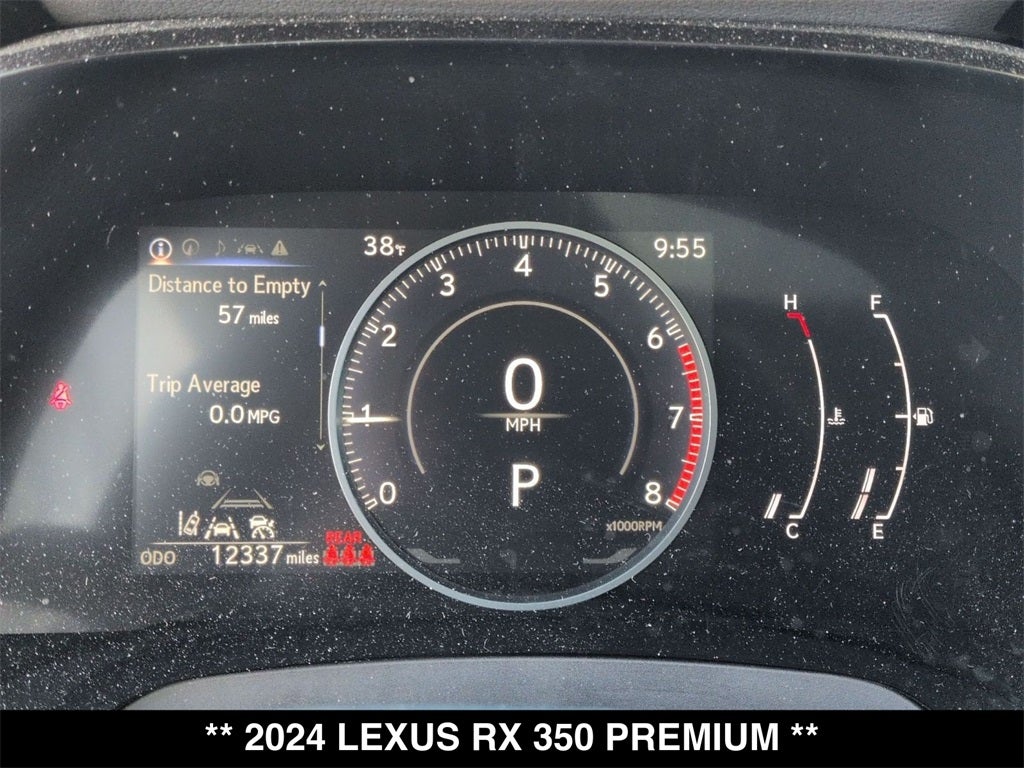 38°F
9:55
Distance to Empty
57 miles
Trip Average
0.0 MPG
ODO 12337 miles
REAR
0 1 2 3 4 5 6 7 8
0
MPH
P
x1000RPM
H
C
F
E
** 2024 LEXUS RX 350 PREMIUM **